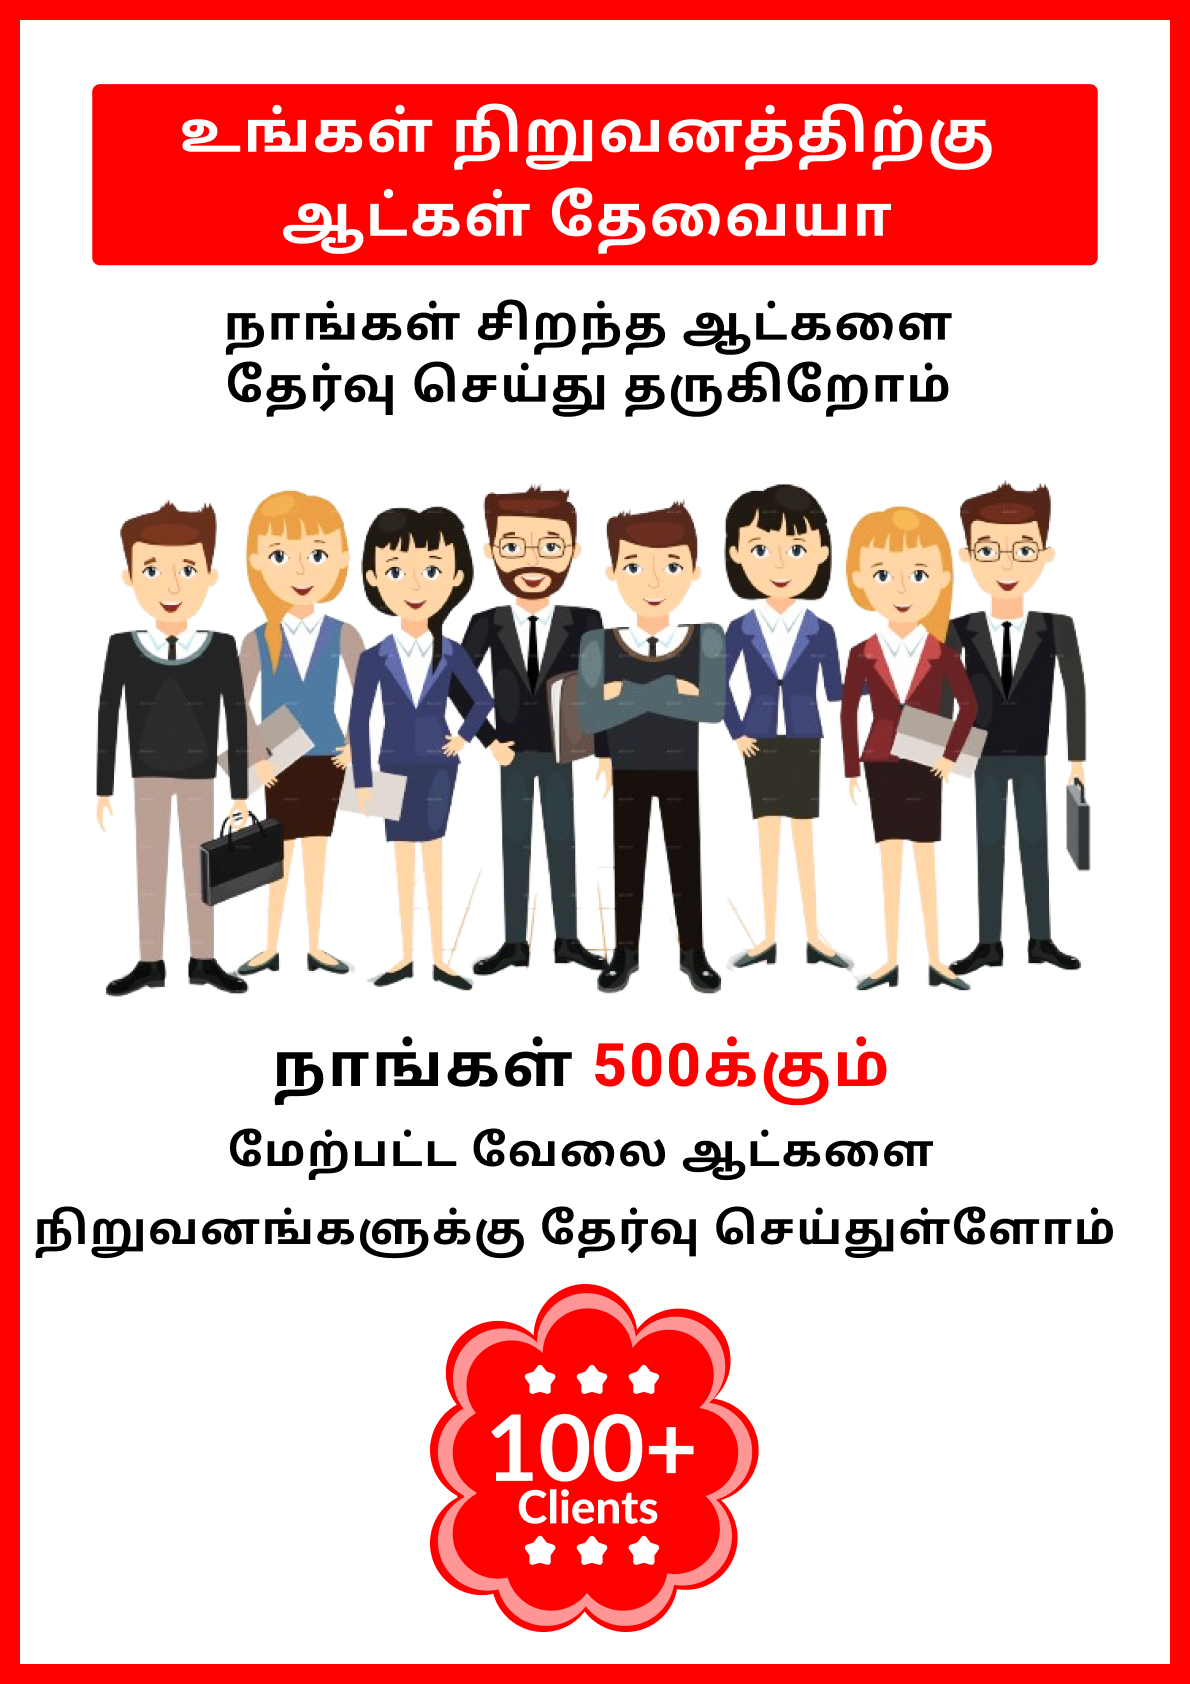 உங்கள் நிறுவனத்திற்கு
ஆட்கள் தேவையா
நாங்கள் சிறந்த ஆட்களை
தேர்வு செய்து தருகிறோம்
நாங்கள் 500க்கும்
மேற்பட்ட வேலை ஆட்களை
நிறுவனங்களுக்கு தேர்வு செய்துள்ளோம்
100+
Clients